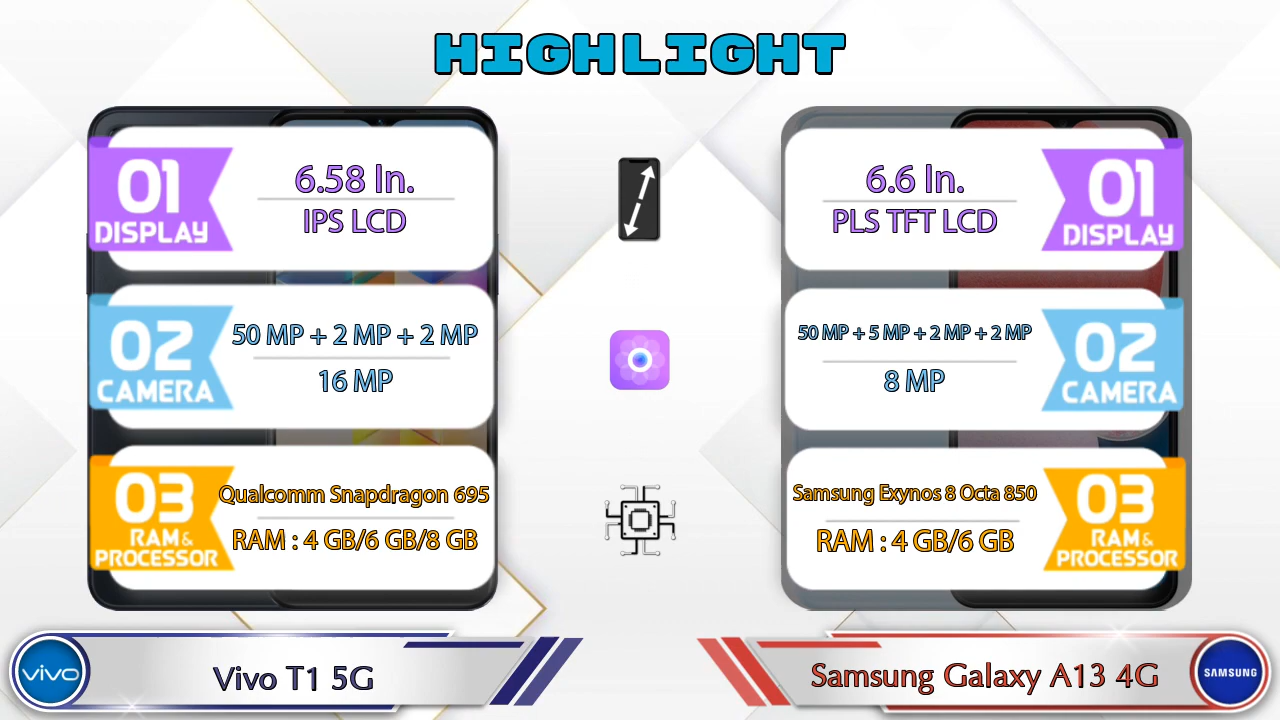 HIGHLIGHT
01
DISPLAY
6.58 In.
IPS LCD
02
CAMERA
50 MP + 2 MP + 2 MP
16 MP
03
RAM &
PROCESSOR
Qualcomm Snapdragon 695
RAM : 4 GB/6 GB/8 GB
6.6 In.
PLS TFT LCD
01
DISPLAY
50 MP + 5 MP + 2 MP + 2 MP
8 MP
02
CAMERA
Samsung Exynos 8 Octa 850
RAM : 4 GB/6 GB
03
RAM &
PROCESSOR
vivo
Vivo T1 5G
Samsung Galaxy A13 4G
SAMSUNG